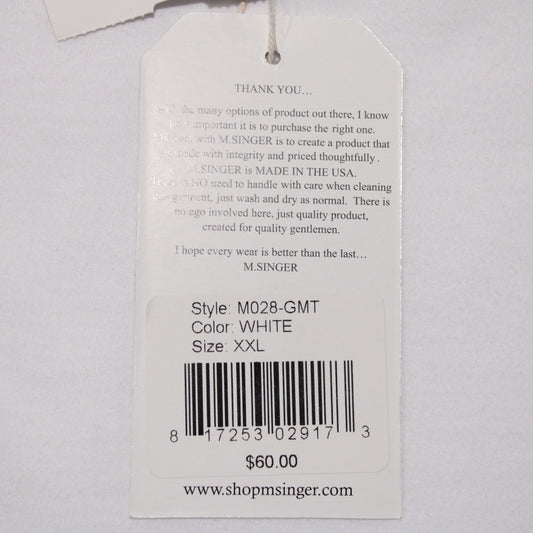 THANK YOU…
the many options of product out there, I know
important it is to purchase the right one.
with M.SINGER is to create a product that
made with integrity and priced thoughtfully .
M.SINGER is MADE IN THE USA.
NO need to handle with care when cleaning
garment, just wash and dry as normal. There is
no ego involved here, just quality product,
created for quality gentlemen.
I hope every wear is better than the last…
M.SINGER
Style: M028-GMT
Color: WHITE
Size: XXL
8 17253 02917 3
$60.00
www.shopmsinger.com